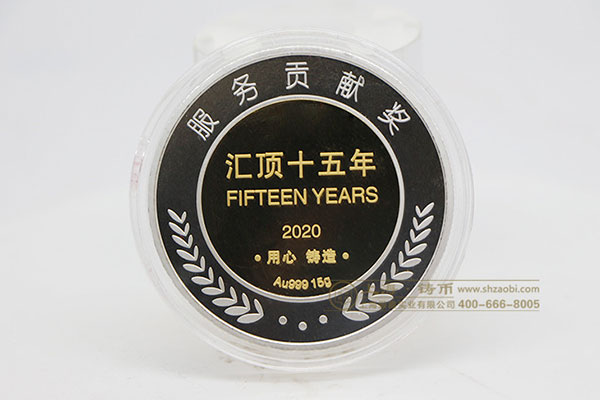 服务贡献奖
汇顶十五年
FIFTEEN YEARS
2020
• 用心 铸造 •
Au999 15g
铸币 www.shzaobi.com
实业有限公司 400-666-8005